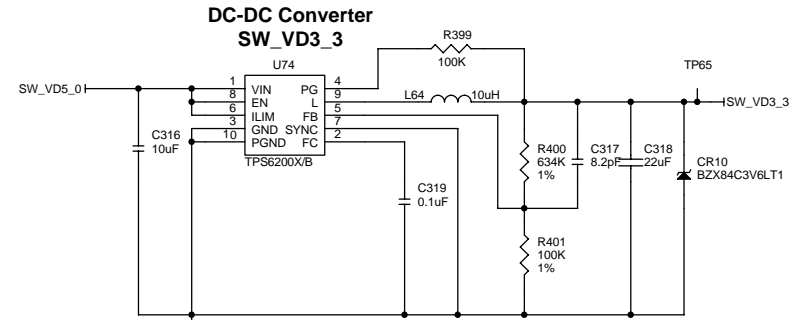 DC-DC Converter
SW_VD3_3
U74
R399
100K
TP65
SW_VD5_0
1 VIN PG 4
8 EN L 9
6 ILIM FB 5
3 GND SYNC 7
10 PGND FC 2
TPS6200X/B
L64 10uH
SW_VD3_3
C316
10uF
R400
634K
1%
C317
8.2pF
C318
22uF
CR10
BZX84C3V6LT1
C319
0.1uF
R401
100K
1%